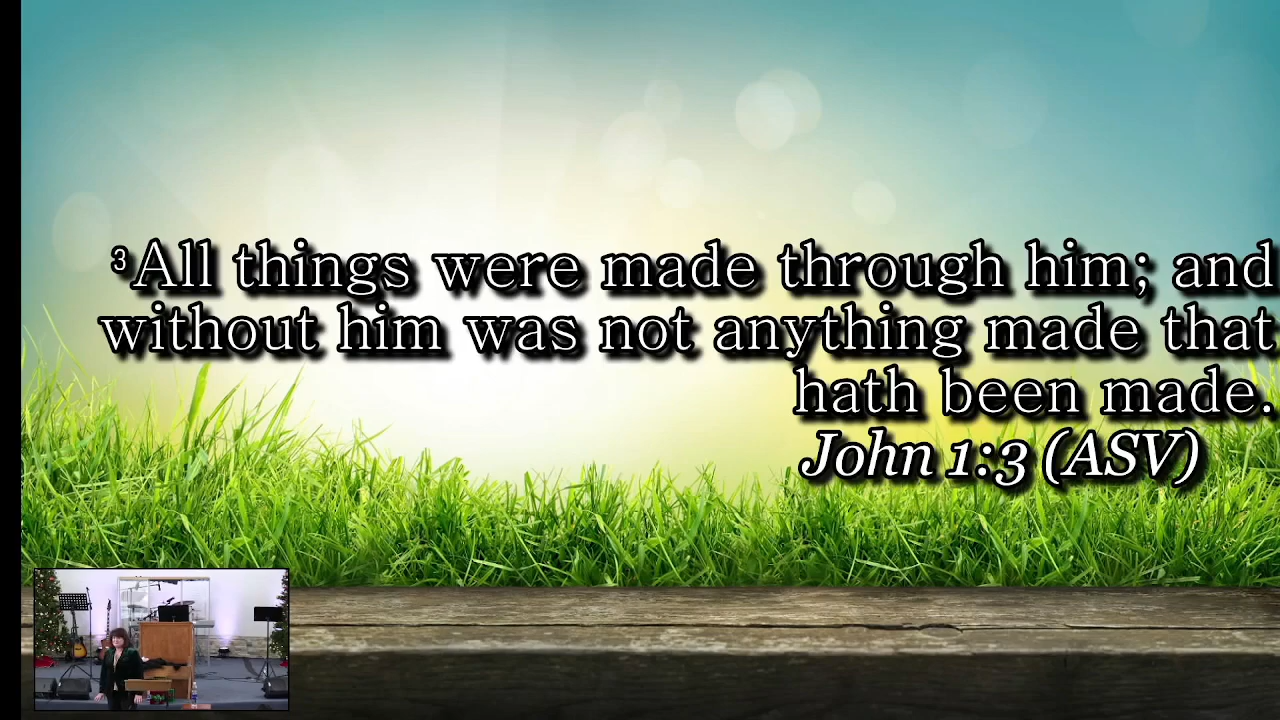 ³All things were made through him; and
without him was not anything made that
hath been made.
John 1:3 (ASV)